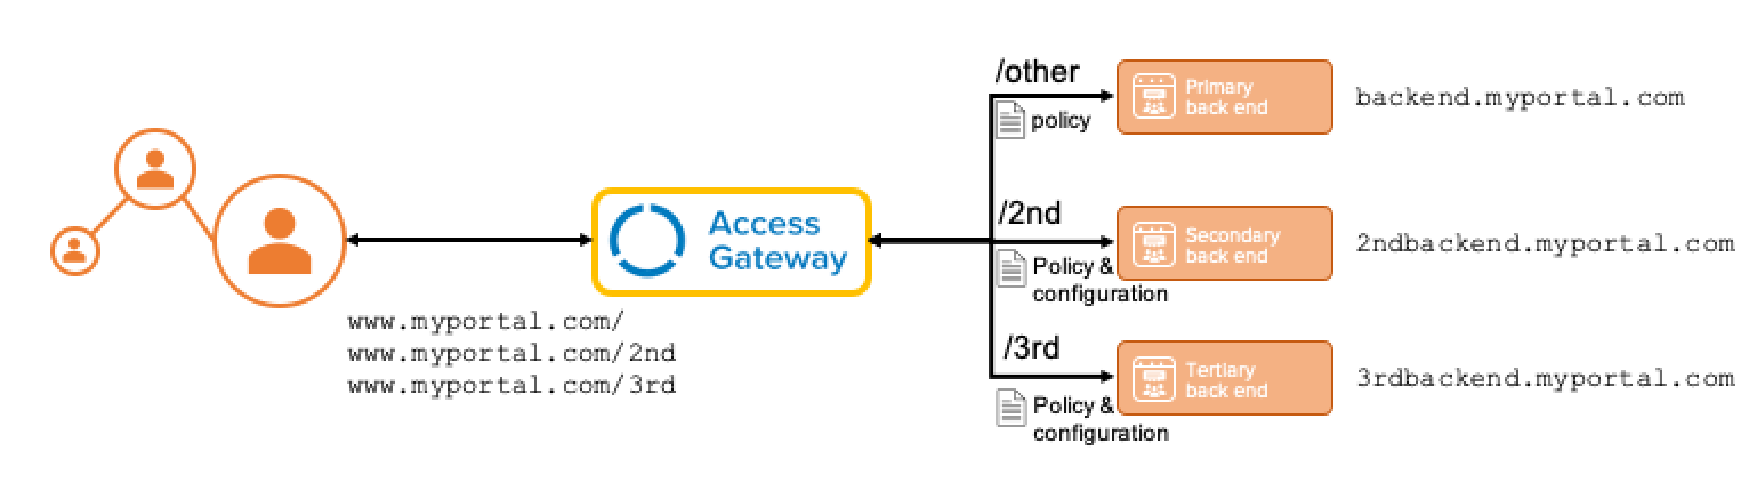 /other
policy
Primary
back end
backend.myportal.com
Access
Gateway
/2nd
Policy &
configuration
Secondary
back end
2ndbackend.myportal.com
www.myportal.com/
www.myportal.com/2nd
www.myportal.com/3rd
/3rd
Policy &
configuration
Tertiary
back end
3rdbackend.myportal.com